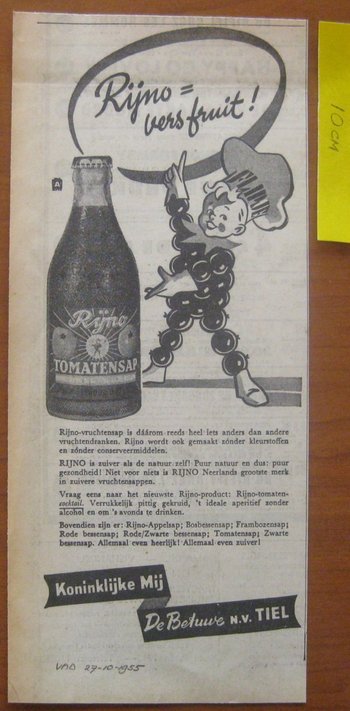 Rijno =
vers fruit!
10 CM
A
FLIPJE
Rijno
TOMATENSAP
Rijno-vruchtensap is dáárom reeds heel iets anders dan andere
vruchtendranken. Rijno wordt ook gemaakt zónder kleurstoffen
en zónder conserveermiddelen.
RIJNO is zuiver als de natuur zelf! Puur natuur en dus: puur
gezondheid! Niet voor niets is RIJNO Neerlands grootste merk
in zuivere vruchtensappen.
Vraag eens naar het nieuwste Rijno-product: Rijno-tomaten-
cocktail. Verrukkelijk pittig gekruid, 't ideale aperitief zonder
alcohol en om 's avonds te drinken.
Bovendien zijn er: Rijno-Appelsap; Bosbessensap; Frambozensap;
Rode bessensap; Rode/Zwarte bessensap; Tomatensap; Zwarte
bessensap. Allemaal even heerlijk! Allemaal even zuiver!
Koninklijke Mij
De Betuwe N.V. TIEL
VAD 27-10-1955